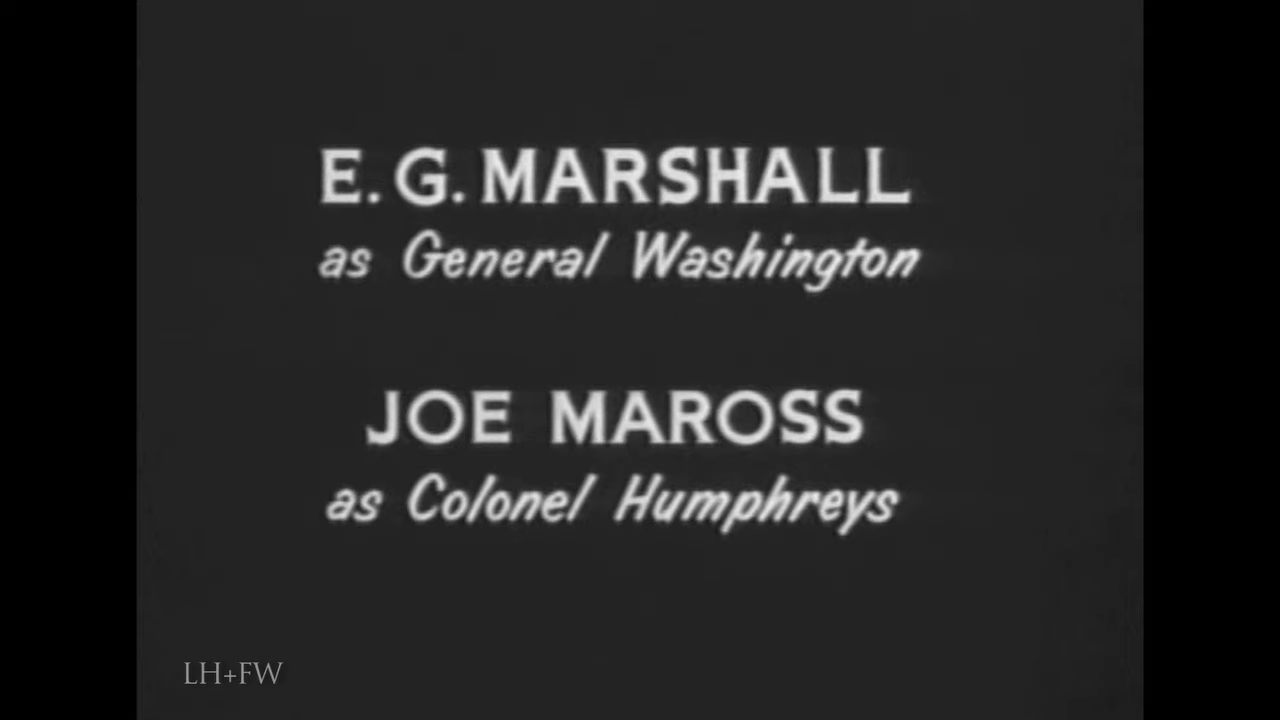 E. G. MARSHALL
as General Washington
JOE MAROSS
as Colonel Humphreys
LH+FW